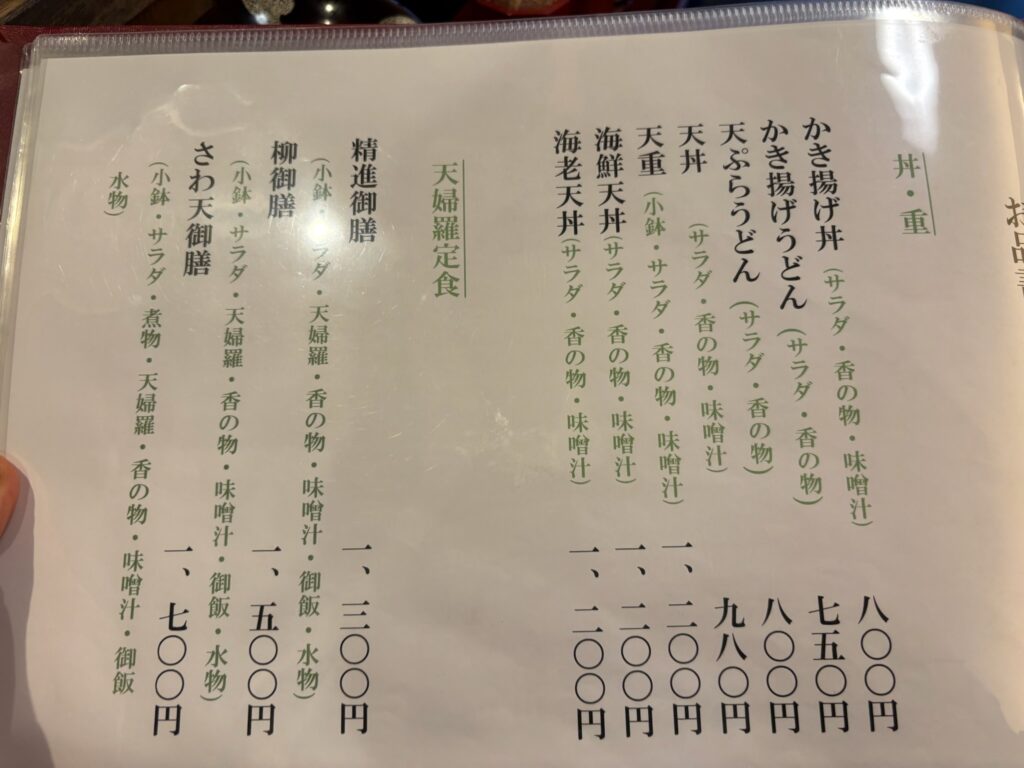 お品書
丼・重
かき揚げ丼（サラダ・香の物・味噌汁） 八〇〇円
かき揚げうどん（サラダ・香の物） 七五〇円
天ぷらうどん（サラダ・香の物） 八〇〇円
天丼（サラダ・香の物・味噌汁） 九八〇円
天重（小鉢・サラダ・香の物・味噌汁） 一、二〇〇円
海鮮天丼（サラダ・香の物・味噌汁） 一、二〇〇円
海老天丼（サラダ・香の物・味噌汁） 一、二〇〇円
天婦羅定食
精進御膳 一、三〇〇円
（小鉢・サラダ・天婦羅・香の物・味噌汁・御飯・水物）
柳御膳 一、五〇〇円
（小鉢・サラダ・天婦羅・香の物・味噌汁・御飯・水物）
さわ天御膳 一、七〇〇円
（小鉢・サラダ・煮物・天婦羅・香の物・味噌汁・御飯
水物）